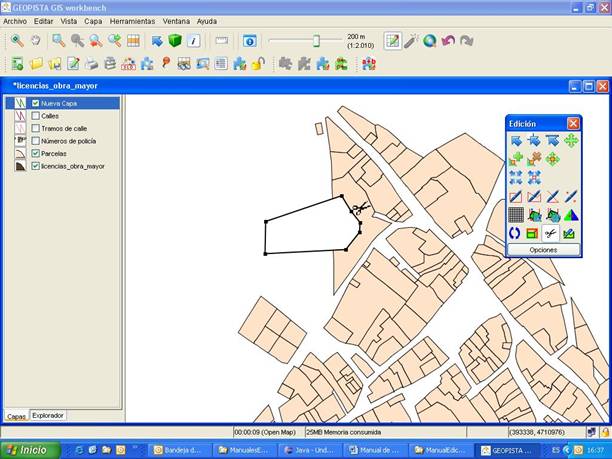 GEOPISTA GIS workbench
Archivo Editar Vista Capa Herramientas Ventana Ayuda
200 m
(1:2.010)
*licencias_obra_mayor
Nueva Capa
Calles
Tramos de calle
Números de policía
Parcelas
licencias_obra_mayor
Edición
Opciones
Capas Explorador
00:00:09 (Open Map) 25MB Memoria consumida (393338, 4710976)
Inicio Bandeja d... ManualesE... Java - Und... Manual de ... ManualEdic... GEOPISTA ... ES 16:37